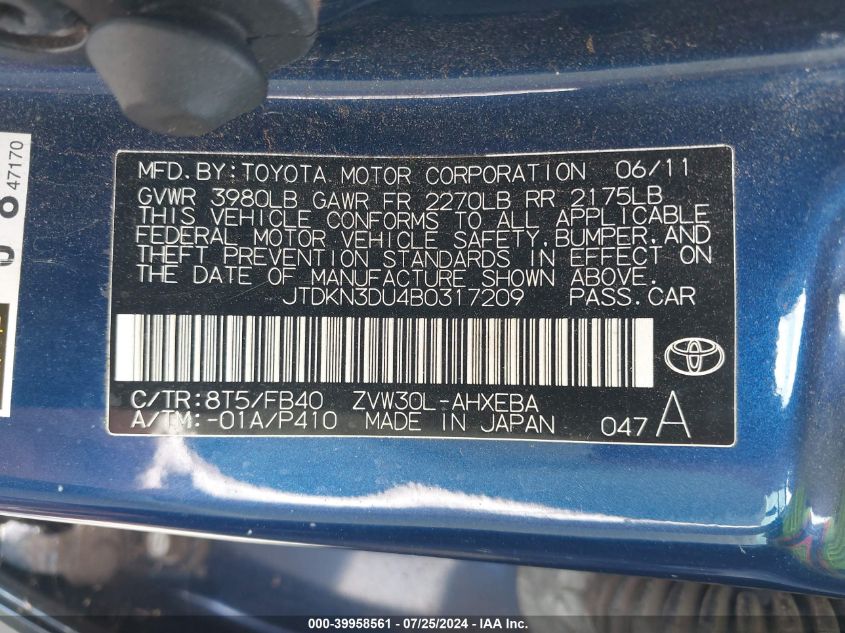 47170
MFD. BY: TOYOTA MOTOR CORPORATION 06/11
GVWR 3980LB GAWR FR 2270LB RR 2175LB
THIS VEHICLE CONFORMS TO ALL APPLICABLE
FEDERAL MOTOR VEHICLE SAFETY, BUMPER, AND
THEFT PREVENTION STANDARDS IN EFFECT ON
THE DATE OF MANUFACTURE SHOWN ABOVE.
JTDKN3DU4B0317209 PASS. CAR
C/TR: 8T5/FB40 ZVW30L-AHXEBA
A/TM: -01A/P410 MADE IN JAPAN 047 A
000-39958561 / 07/25/2024 - IAA Inc.